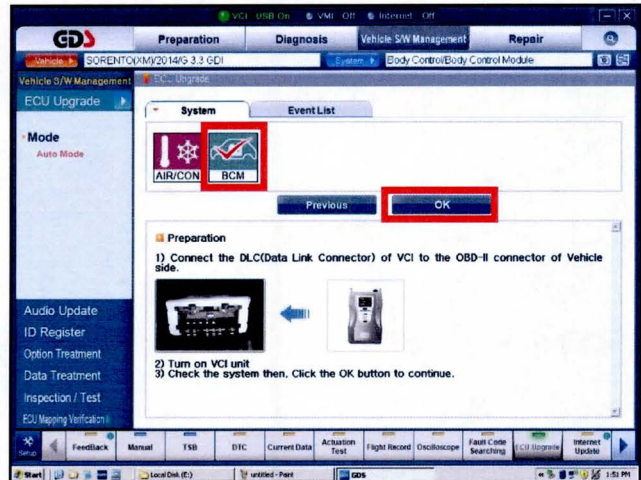 VCI USB On VMI Off Internet Off
GDS Preparation Diagnosis Vehicle S/W Management Repair
Vehicle SORENTO(XM)/2014/G 3.3 GDI System Body Control/Body Control Module
Vehicle S/W Management ECU Upgrade
ECU Upgrade
System Event List
Mode
Auto Mode
AIR/CON BCM
Previous OK
Preparation
1) Connect the DLC(Data Link Connector) of VCI to the OBD-II connector of Vehicle
side.
2) Turn on VCI unit
3) Check the system then, Click the OK button to continue.
Audio Update
ID Register
Option Treatment
Data Treatment
Inspection / Test
ECU Mapping Verification
Setup FeedBack Manual TSB DTC Current Data Actuation Test Flight Record Oscilloscope Fault Code Searching ECU Upgrade Internet Update
Start Local Disk (E:) untitled - Paint GDS 1:51 PM